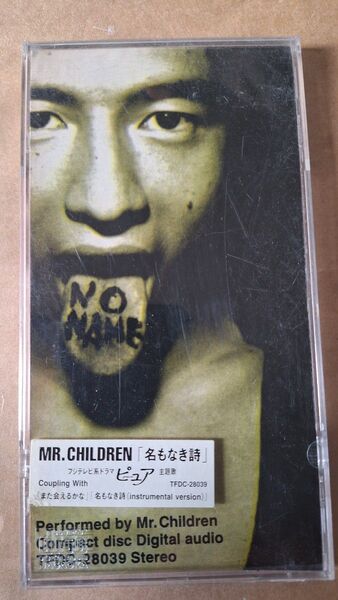 NO
NAME
MR.CHILDREN「名もなき詩」
フジテレビ系ドラマ ピュア 主題歌
Coupling With TFDC-28039
「また会えるかな」「名もなき詩(instrumental version)」
Performed by Mr.Children
Compact disc Digital audio
TFDC-28039 Stereo